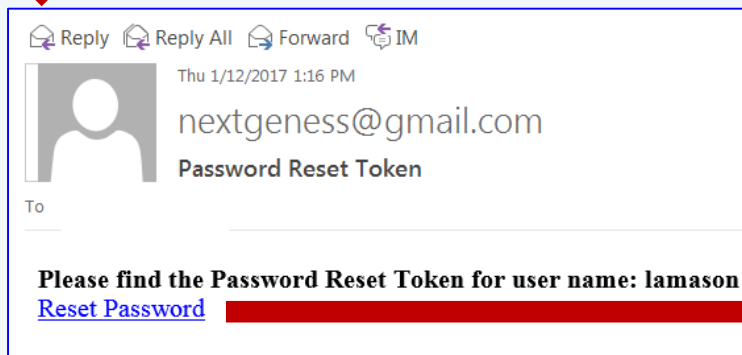 Reply Reply All Forward IM
Thu 1/12/2017 1:16 PM
nextgeness@gmail.com
Password Reset Token
To
Please find the Password Reset Token for user name: lamason
Reset Password